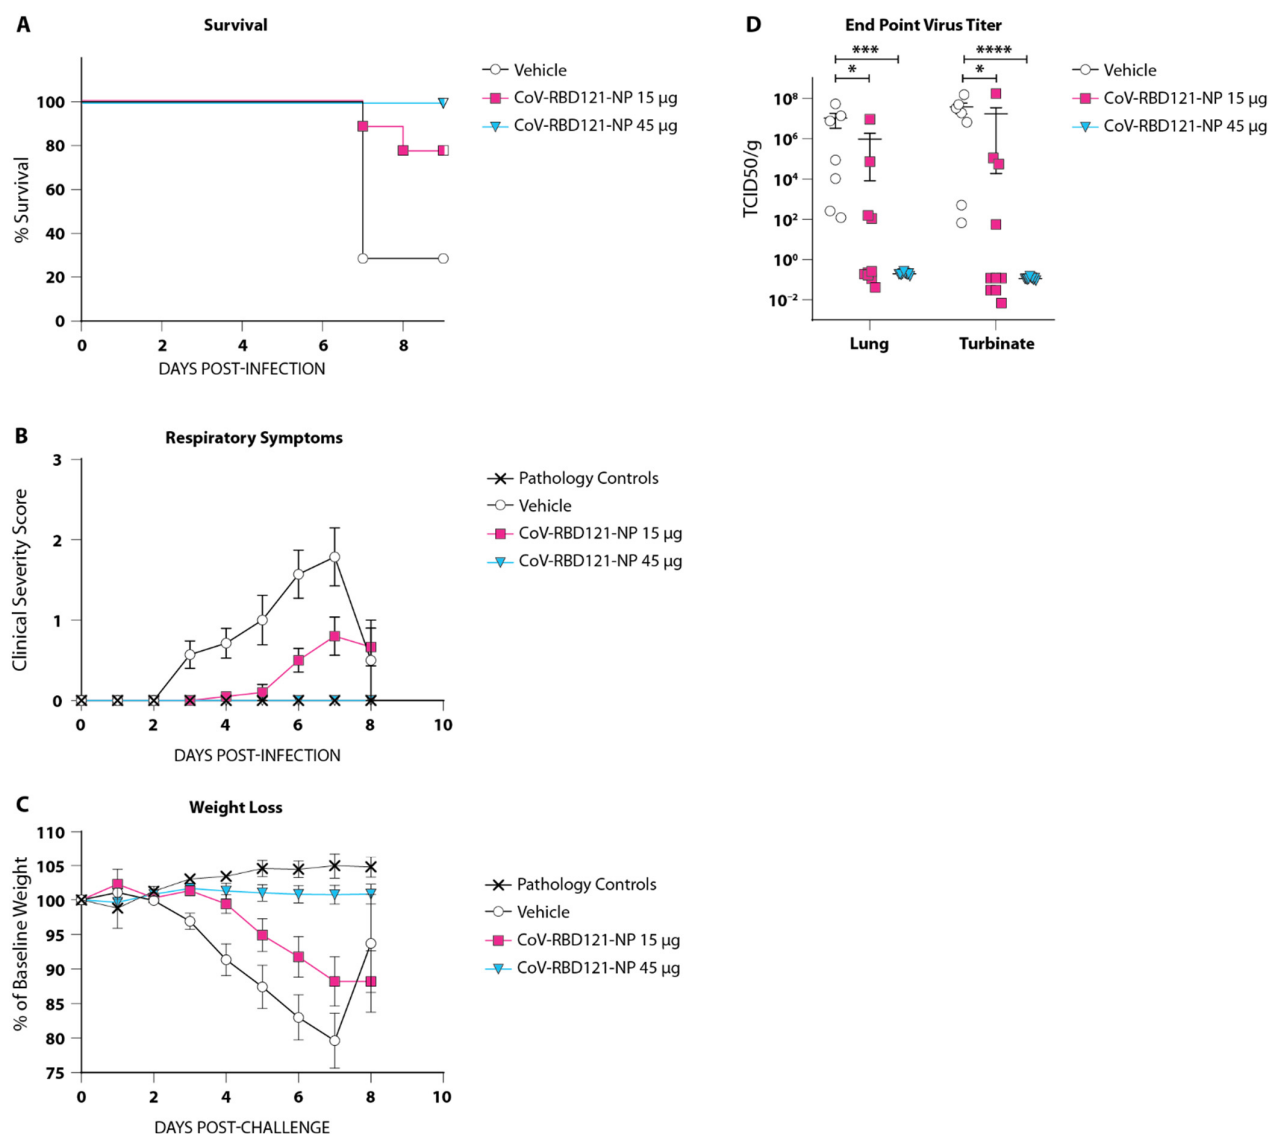 A
Survival
% Survival
100
80
60
40
20
0
0 2 4 6 8
DAYS POST-INFECTION
Vehicle
CoV-RBD121-NP 15 µg
CoV-RBD121-NP 45 µg
D
End Point Virus Titer
*** ****
* *
TCID50/g
10⁸
10⁶
10⁴
10²
10⁰
10⁻²
Lung Turbinate
Vehicle
CoV-RBD121-NP 15 µg
CoV-RBD121-NP 45 µg
B
Respiratory Symptoms
Clinical Severity Score
3
2
1
0
0 2 4 6 8 10
DAYS POST-INFECTION
Pathology Controls
Vehicle
CoV-RBD121-NP 15 µg
CoV-RBD121-NP 45 µg
C
Weight Loss
% of Baseline Weight
110
105
100
95
90
85
80
75
0 2 4 6 8 10
DAYS POST-CHALLENGE
Pathology Controls
Vehicle
CoV-RBD121-NP 15 µg
CoV-RBD121-NP 45 µg